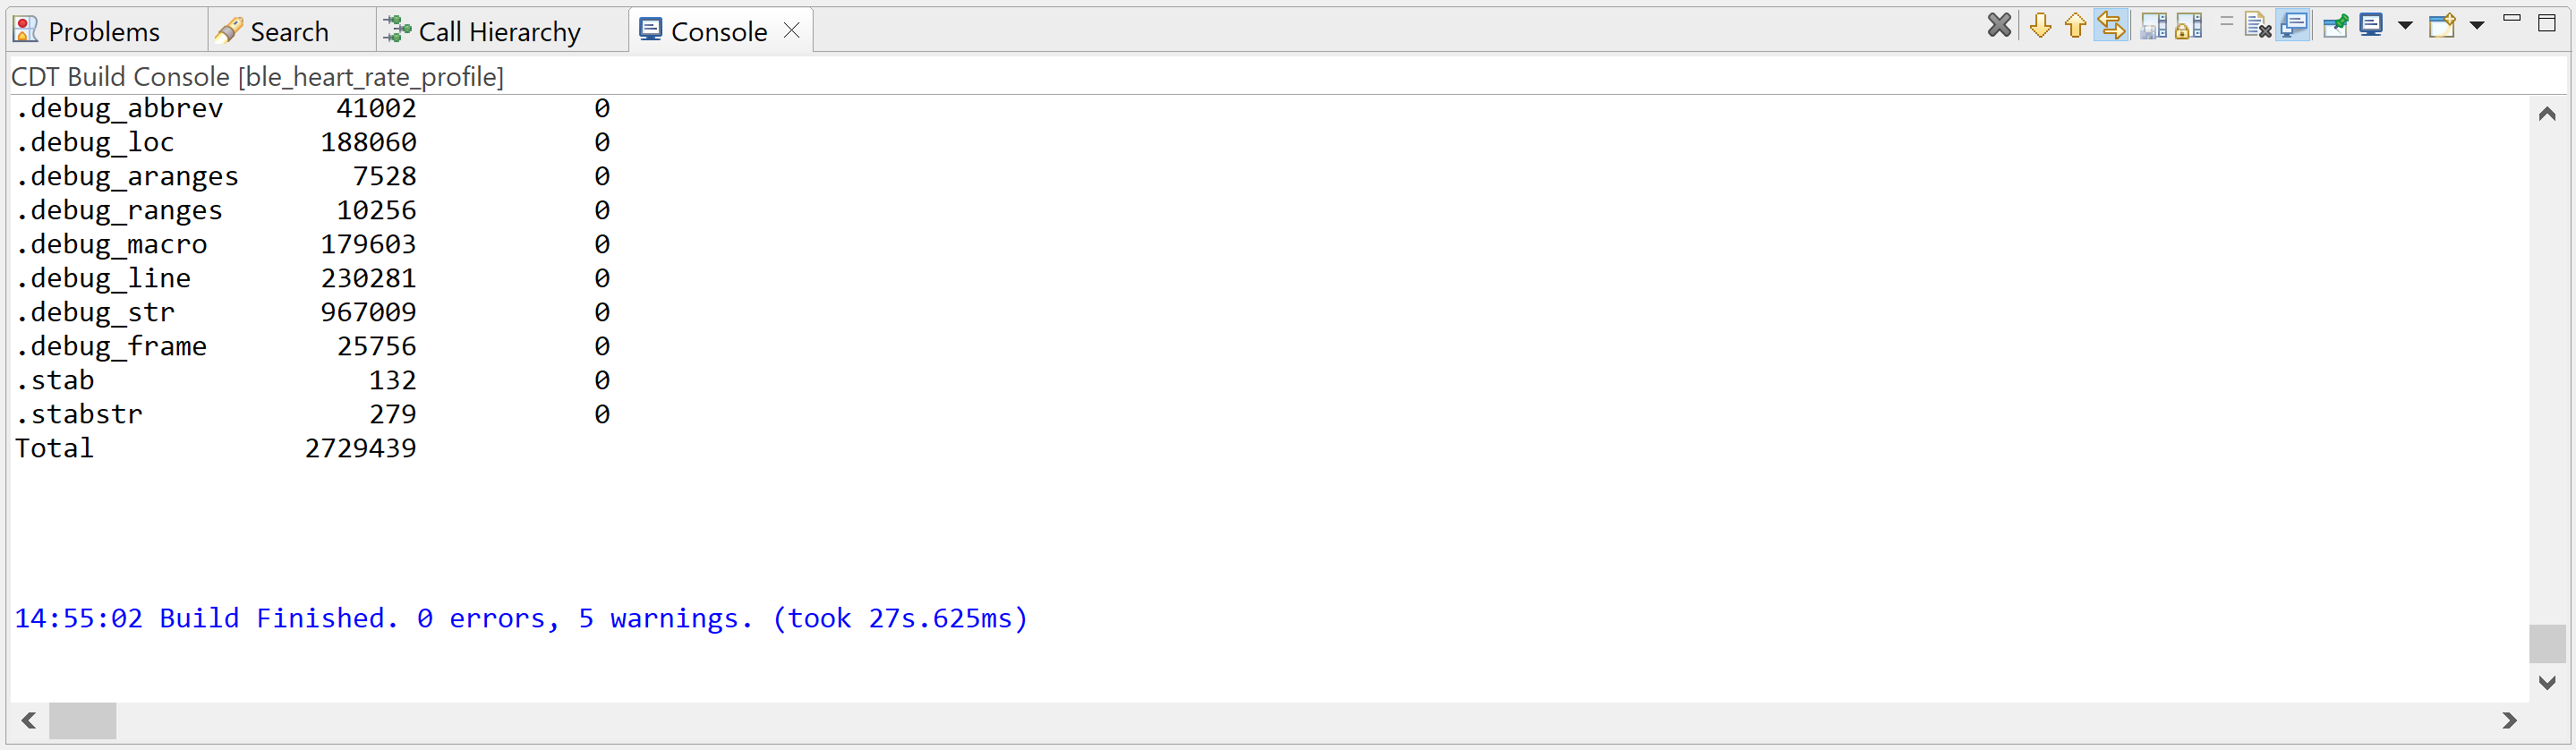 Problems Search Call Hierarchy Console
CDT Build Console [ble_heart_rate_profile]
.debug_abbrev 41002 0
.debug_loc 188060 0
.debug_aranges 7528 0
.debug_ranges 10256 0
.debug_macro 179603 0
.debug_line 230281 0
.debug_str 967009 0
.debug_frame 25756 0
.stab 132 0
.stabstr 279 0
Total 2729439
14:55:02 Build Finished. 0 errors, 5 warnings. (took 27s.625ms)